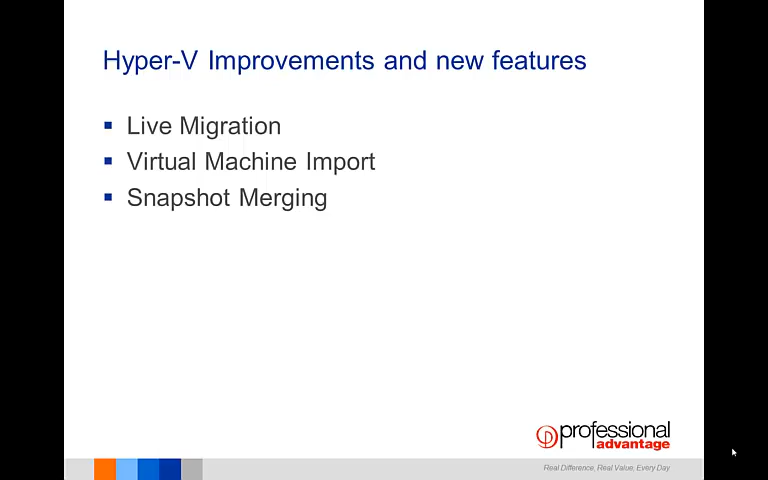 Hyper-V Improvements and new features
Live Migration
Virtual Machine Import
Snapshot Merging
professional
advantage
Real Difference, Real Value, Every Day